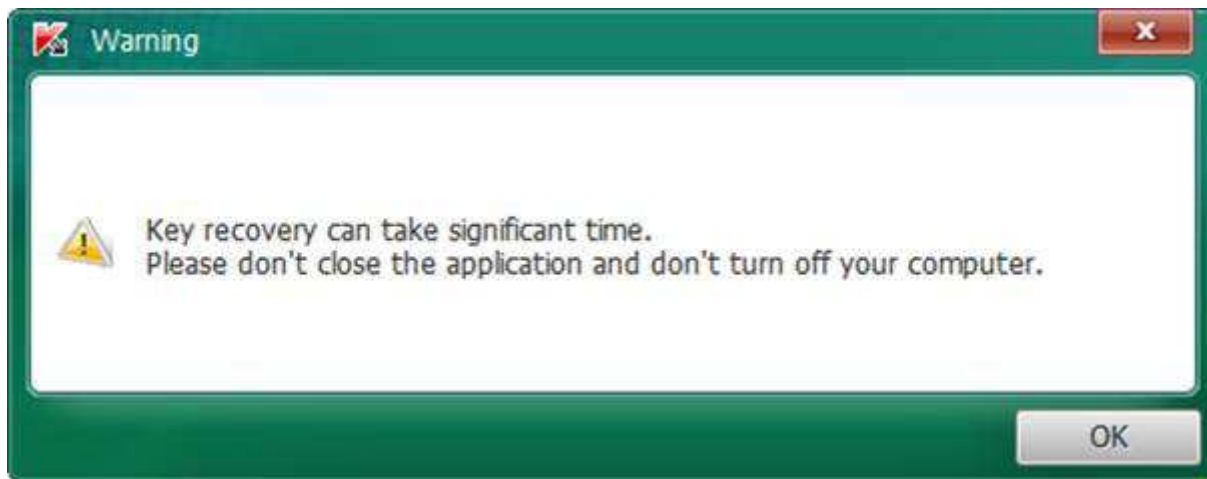 Warning
Key recovery can take significant time.
Please don't close the application and don't turn off your computer.
OK